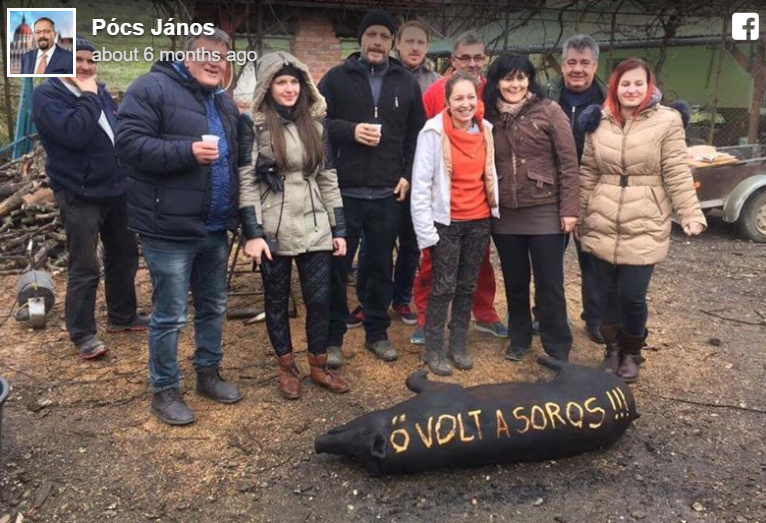 Pócs János
about 6 months ago
Ő VOLT A SOROS!!!